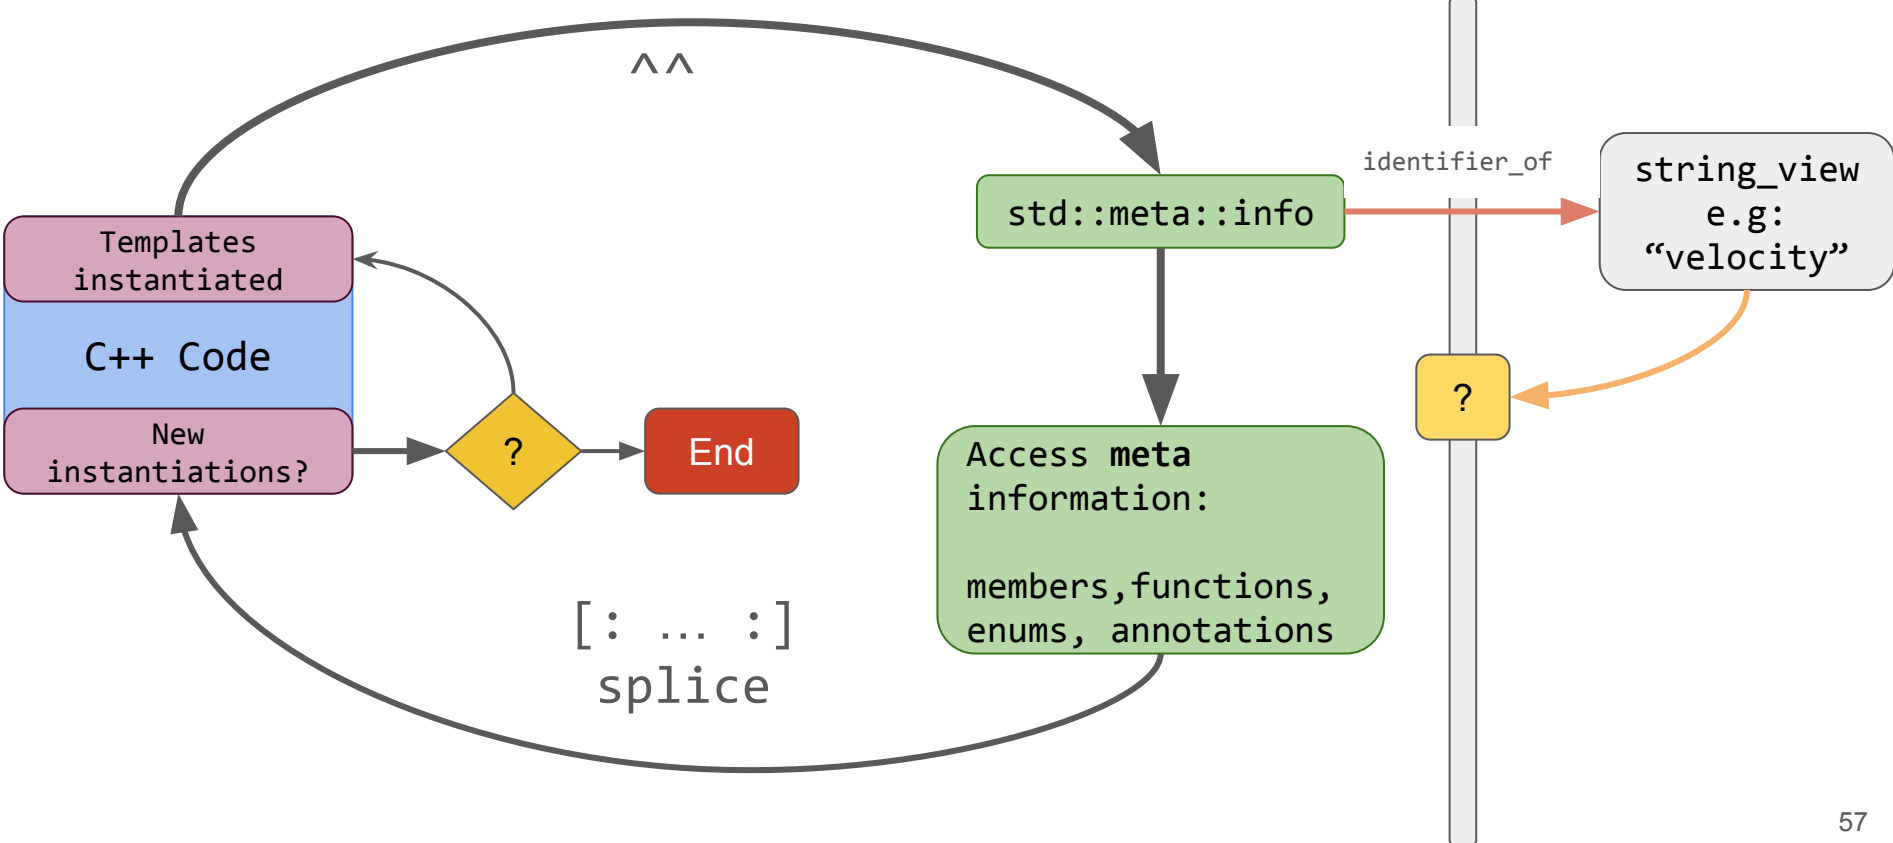 ^^
identifier_of
string_view
e.g:
“velocity”
std::meta::info
Templates
instantiated
C++ Code
New
instantiations?
?
End
?
Access meta
information:
members,functions,
enums, annotations
[: … :]
splice
57